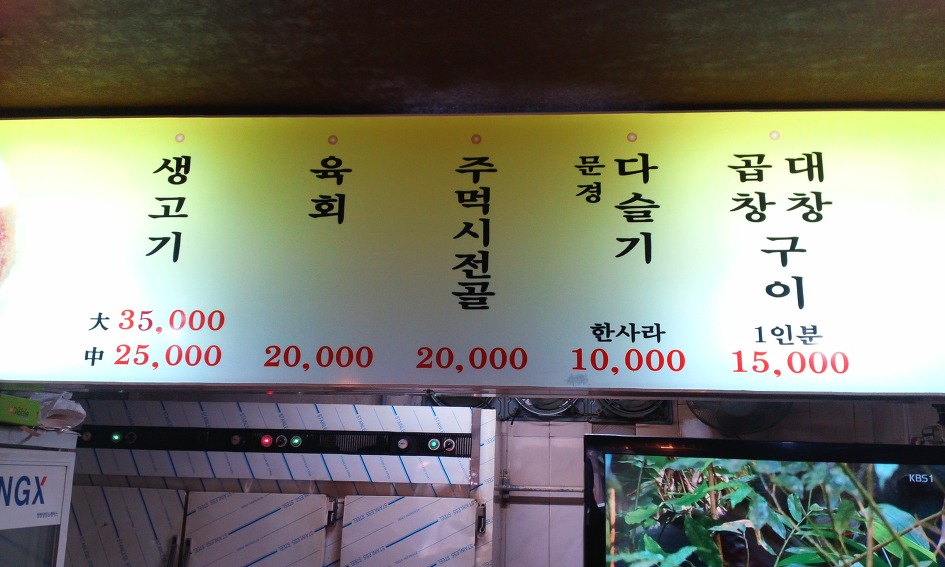 생고기
大 35,000
中 25,000
육회
20,000
주먹시전골
20,000
문경
다슬기
한사라
10,000
곱창
대창
구이
1인분
15,000
NGX
STAINLESS STEEL
KBS1